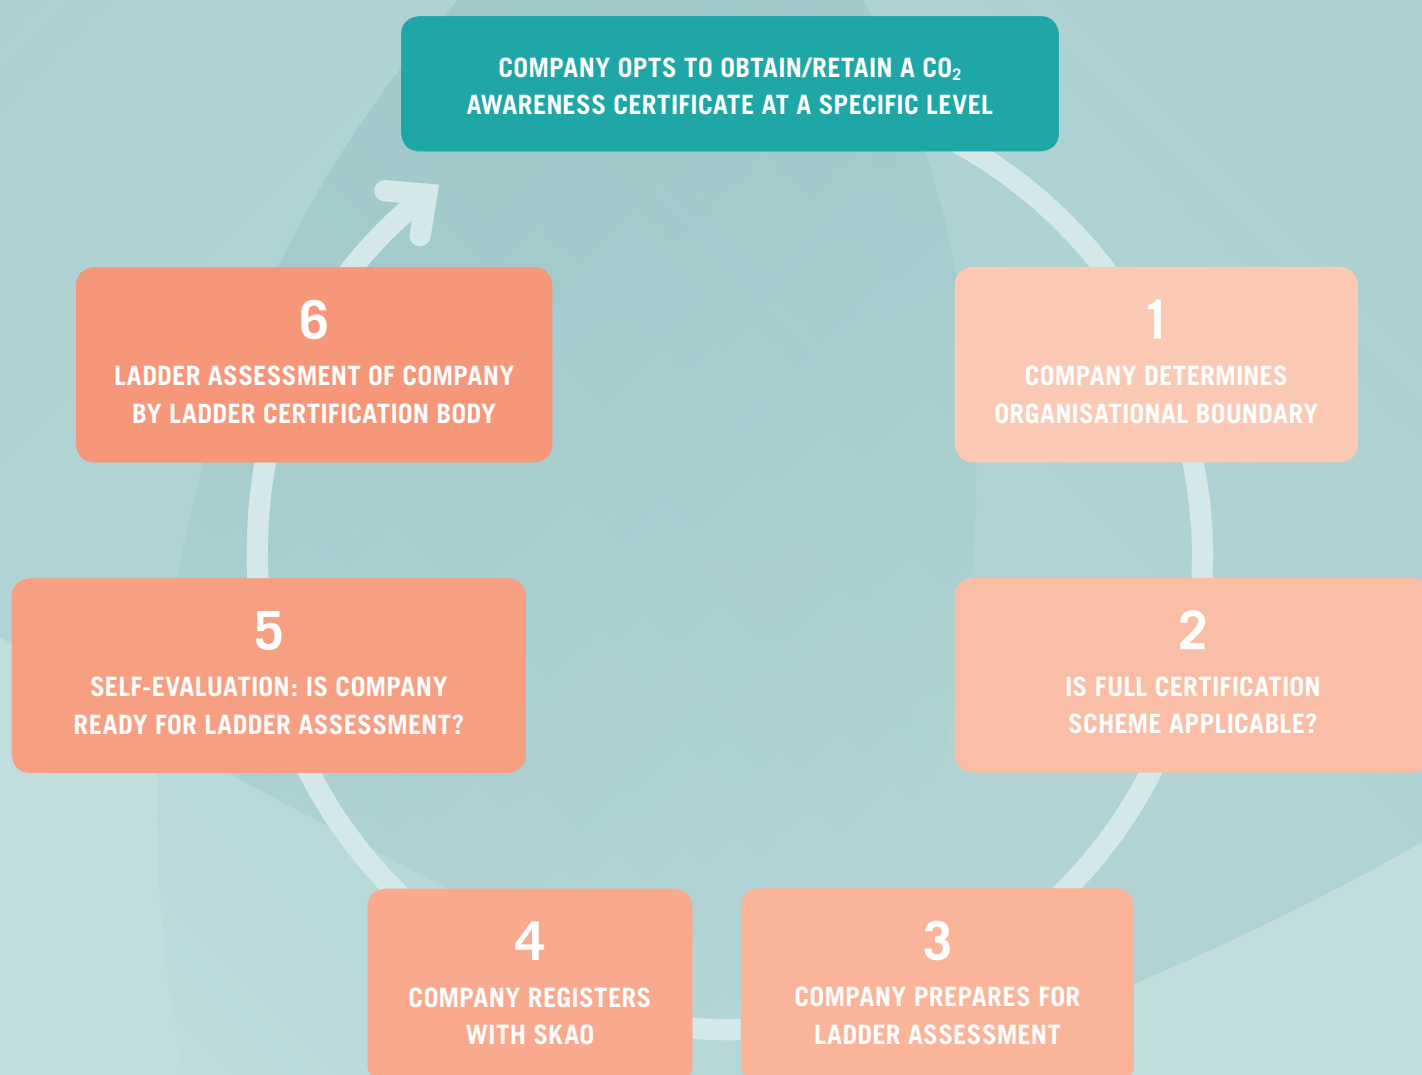 COMPANY OPTS TO OBTAIN/RETAIN A CO₂
AWARENESS CERTIFICATE AT A SPECIFIC LEVEL
1
COMPANY DETERMINES
ORGANISATIONAL BOUNDARY
2
IS FULL CERTIFICATION
SCHEME APPLICABLE?
3
COMPANY PREPARES FOR
LADDER ASSESSMENT
4
COMPANY REGISTERS
WITH SKAO
5
SELF-EVALUATION: IS COMPANY
READY FOR LADDER ASSESSMENT?
6
LADDER ASSESSMENT OF COMPANY
BY LADDER CERTIFICATION BODY